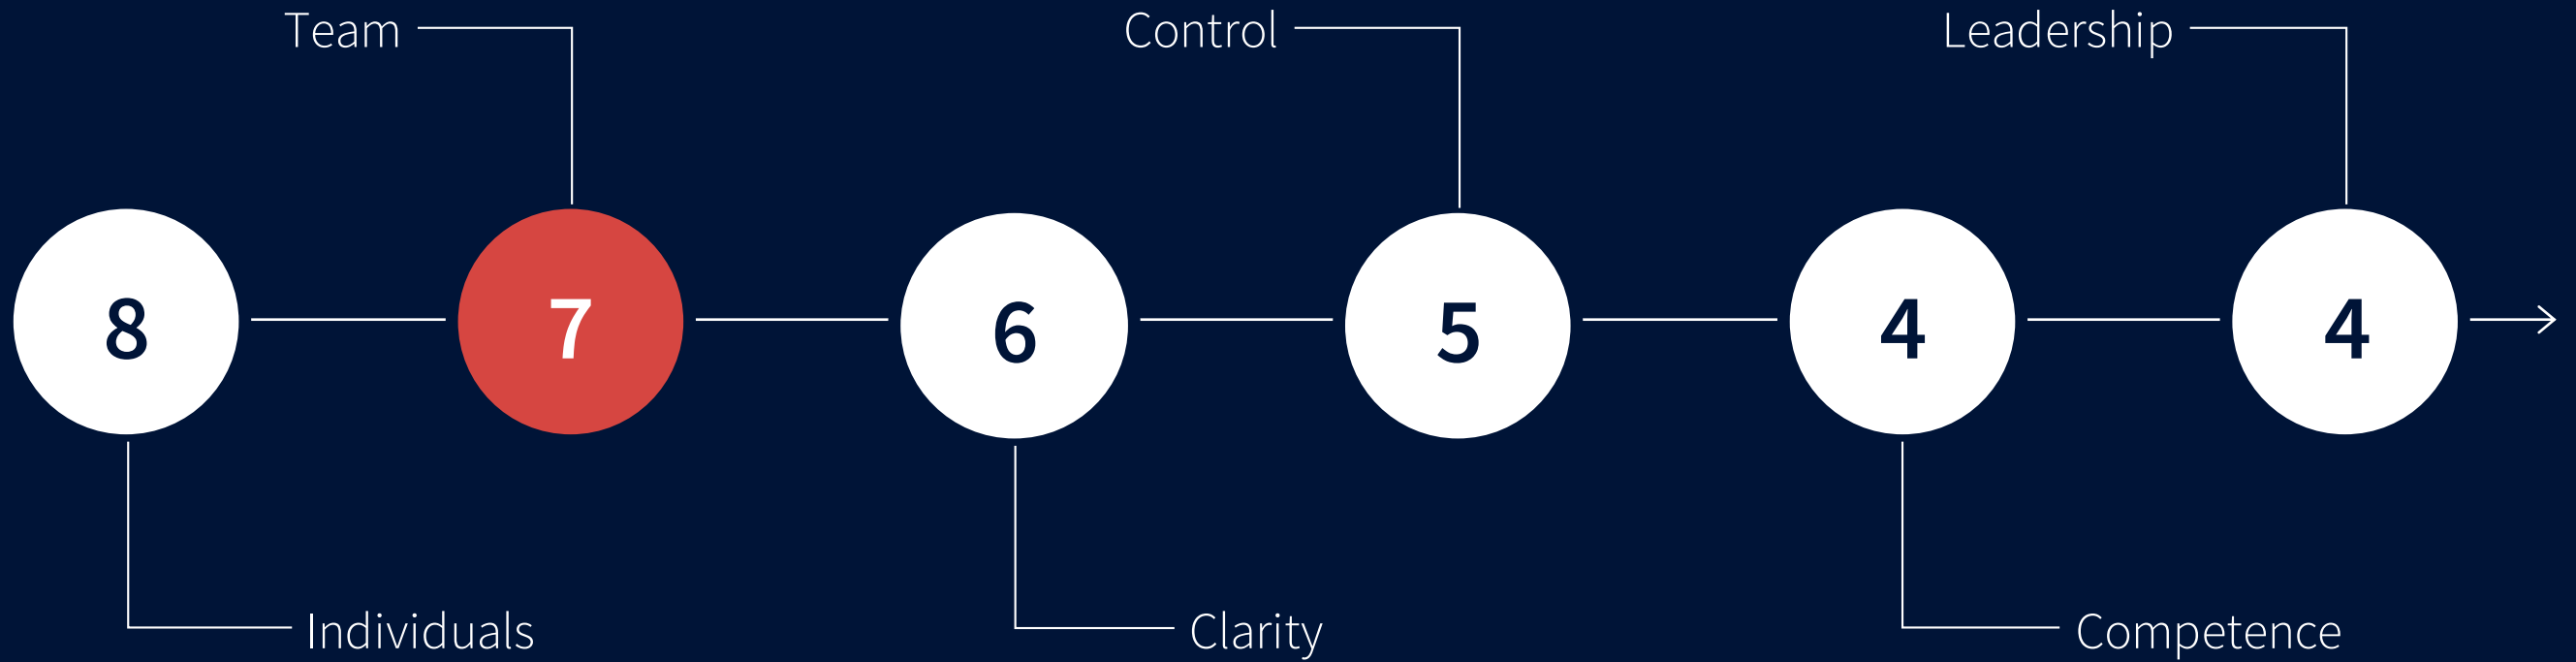 Team
Control
Leadership
8
7
6
5
4
4
Individuals
Clarity
Competence